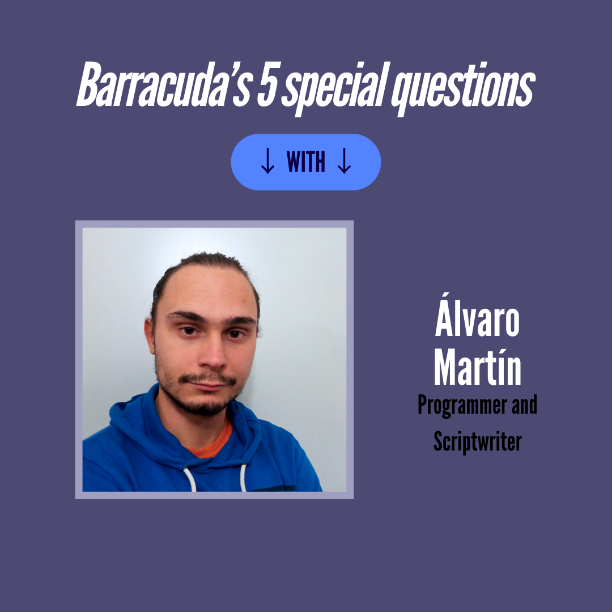 Barracuda's 5 special questions
↓ WITH ↓
Álvaro
Martín
Programmer and
Scriptwriter